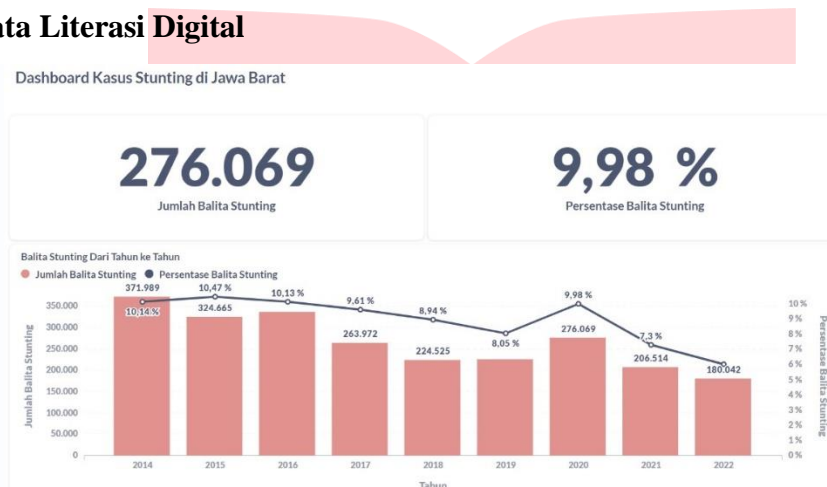 ata Literasi Digital
Dashboard Kasus Stunting di Jawa Barat
276.069
Jumlah Balita Stunting
9,98 %
Persentase Balita Stunting
Balita Stunting Dari Tahun ke Tahun
Jumlah Balita Stunting Persentase Balita Stunting
371.989 10,47 % 10,13 % 9,61 % 8,94 % 9,98 %
10,14 % 324.665 263.972 224.525 8,05 % 276.069 7,3 % 206.514 180.042
350.000
300.000
250.000
200.000
150.000
100.000
50.000
0
Jumlah Balita Stunting
10%
9%
8%
7%
6%
5%
4%
3%
2%
1%
0%
Persentase Balita Stunting
2014 2015 2016 2017 2018 2019 2020 2021 2022
Tahun